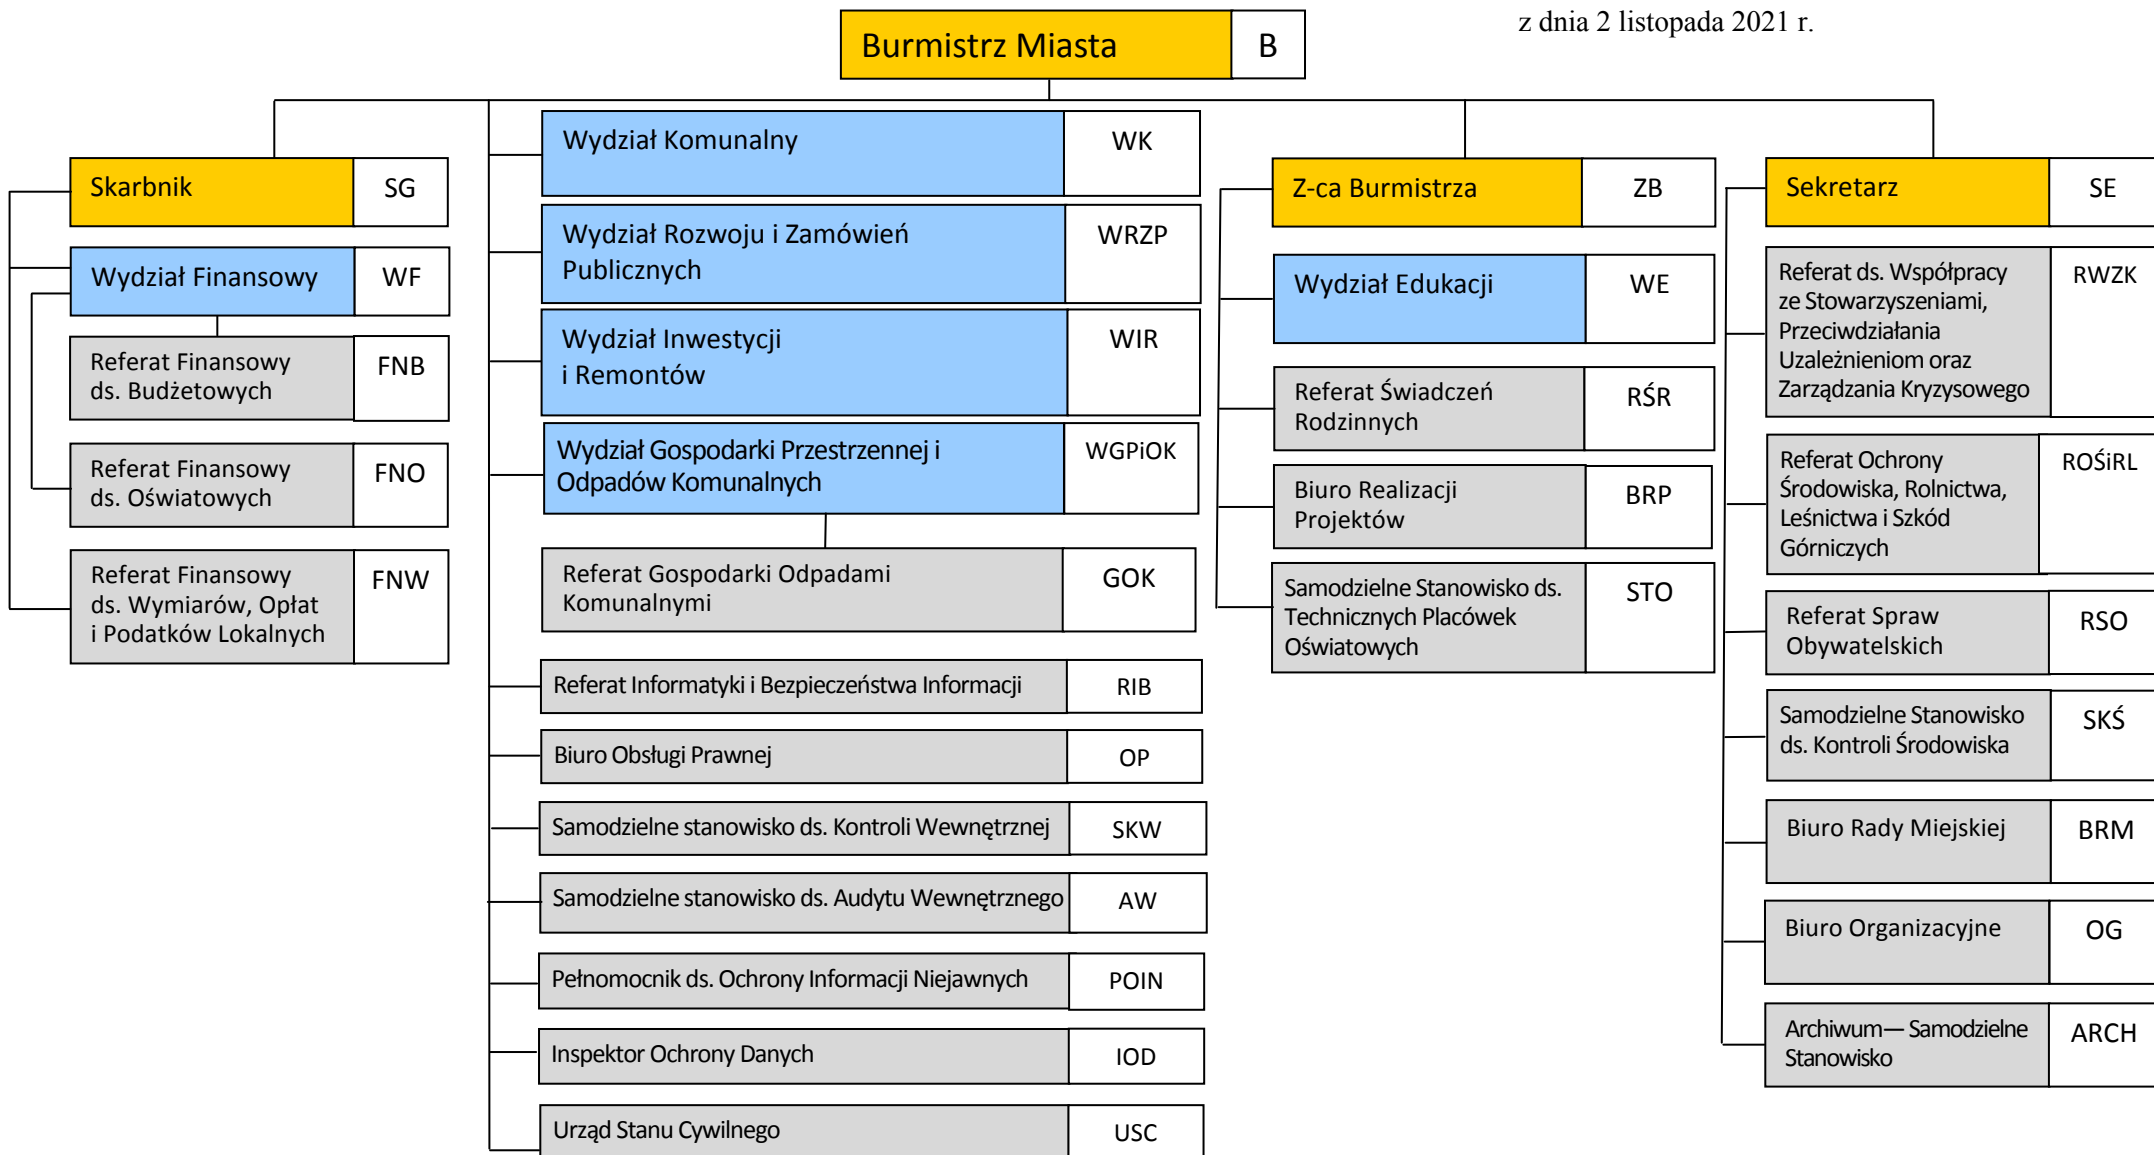 z dnia 2 listopada 2021 r.
Burmistrz Miasta
B
Skarbnik
SG
Wydział Finansowy
WF
Referat Finansowy
ds. Budżetowych
FNB
Referat Finansowy
ds. Oświatowych
FNO
Referat Finansowy
ds. Wymiarów, Opłat
i Podatków Lokalnych
FNW
Wydział Komunalny
WK
Wydział Rozwoju i Zamówień
Publicznych
WRZP
Wydział Inwestycji
i Remontów
WIR
Wydział Gospodarki Przestrzennej i
Odpadów Komunalnych
WGPiOK
Referat Gospodarki Odpadami
Komunalnymi
GOK
Referat Informatyki i Bezpieczeństwa Informacji
RIB
Biuro Obsługi Prawnej
OP
Samodzielne stanowisko ds. Kontroli Wewnętrznej
SKW
Samodzielne stanowisko ds. Audytu Wewnętrznego
AW
Pełnomocnik ds. Ochrony Informacji Niejawnych
POIN
Inspektor Ochrony Danych
IOD
Urząd Stanu Cywilnego
USC
Z-ca Burmistrza
ZB
Wydział Edukacji
WE
Referat Świadczeń
Rodzinnych
RŚR
Biuro Realizacji
Projektów
BRP
Samodzielne Stanowisko ds.
Technicznych Placówek
Oświatowych
STO
Sekretarz
SE
Referat ds. Współpracy
ze Stowarzyszeniami,
Przeciwdziałania
Uzależnieniom oraz
Zarządzania Kryzysowego
RWZK
Referat Ochrony
Środowiska, Rolnictwa,
Leśnictwa i Szkód
Górniczych
ROŚiRL
Referat Spraw
Obywatelskich
RSO
Samodzielne Stanowisko
ds. Kontroli Środowiska
SKŚ
Biuro Rady Miejskiej
BRM
Biuro Organizacyjne
OG
Archiwum— Samodzielne
Stanowisko
ARCH